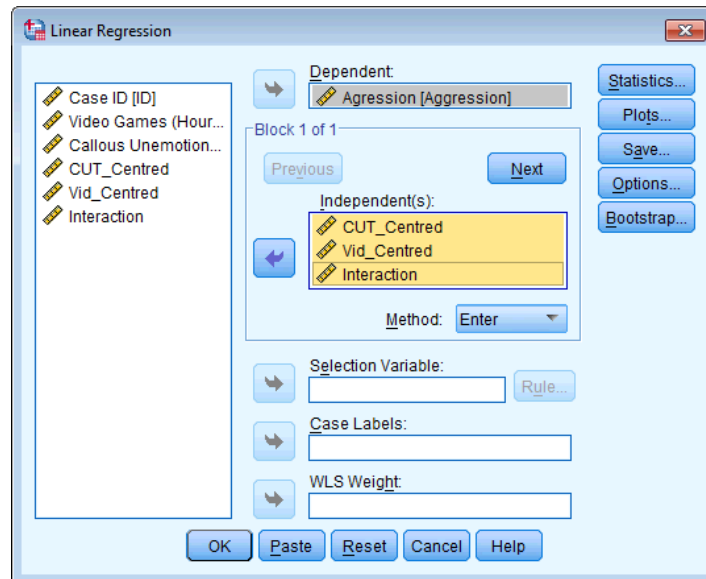 Linear Regression
Case ID [ID]
Video Games (Hour...
Callous Unemotion...
CUT_Centred
Vid_Centred
Interaction
Dependent:
Agression [Aggression]
Block 1 of 1
Previous
Next
Independent(s):
CUT_Centred
Vid_Centred
Interaction
Method: Enter
Selection Variable:
Rule...
Case Labels:
WLS Weight:
Statistics...
Plots...
Save...
Options...
Bootstrap...
OK Paste Reset Cancel Help